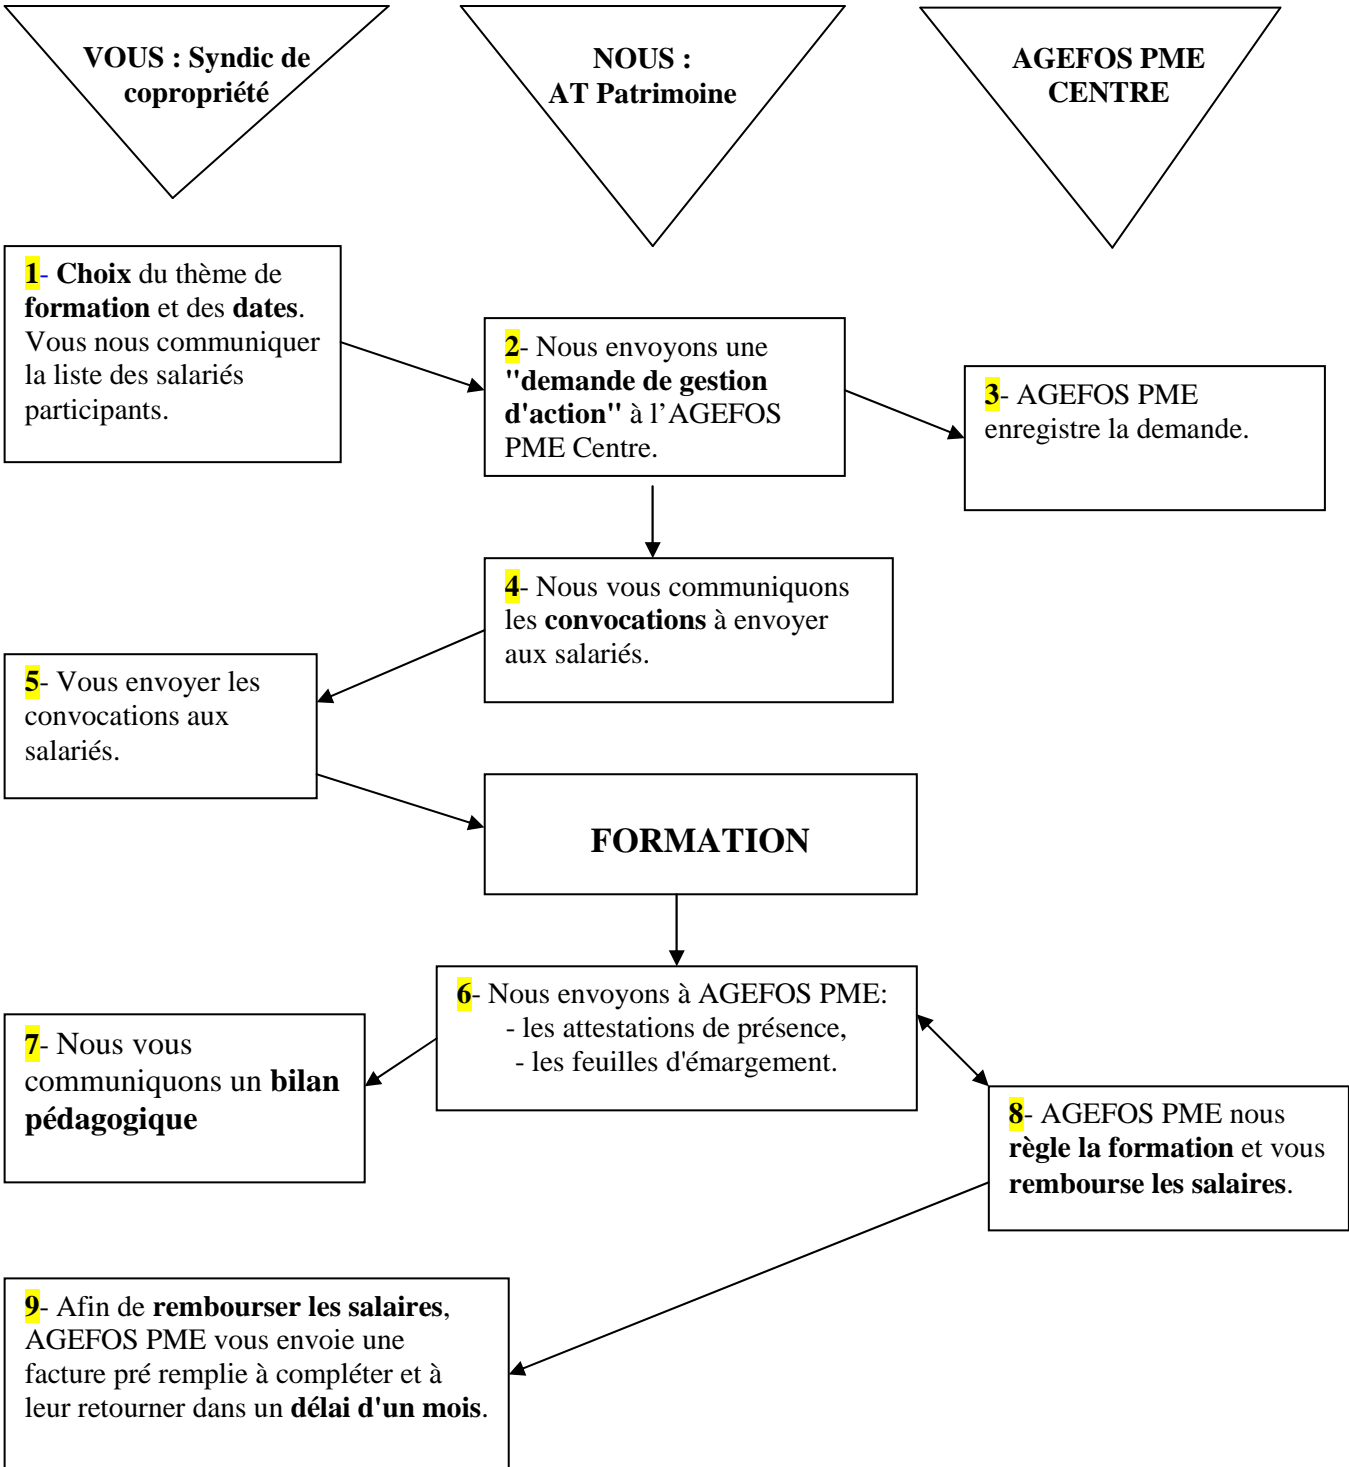 VOUS : Syndic de
copropriété
NOUS :
AT Patrimoine
AGEFOS PME
CENTRE
1- Choix du thème de
formation et des dates.
Vous nous communiquer
la liste des salariés
participants.
2- Nous envoyons une
"demande de gestion
d'action" à l’AGEFOS
PME Centre.
3- AGEFOS PME
enregistre la demande.
4- Nous vous communiquons
les convocations à envoyer
aux salariés.
5- Vous envoyer les
convocations aux
salariés.
FORMATION
6- Nous envoyons à AGEFOS PME:
- les attestations de présence,
- les feuilles d'émargement.
7- Nous vous
communiquons un bilan
pédagogique
8- AGEFOS PME nous
règle la formation et vous
rembourse les salaires.
9- Afin de rembourser les salaires,
AGEFOS PME vous envoie une
facture pré remplie à compléter et à
leur retourner dans un délai d'un mois.